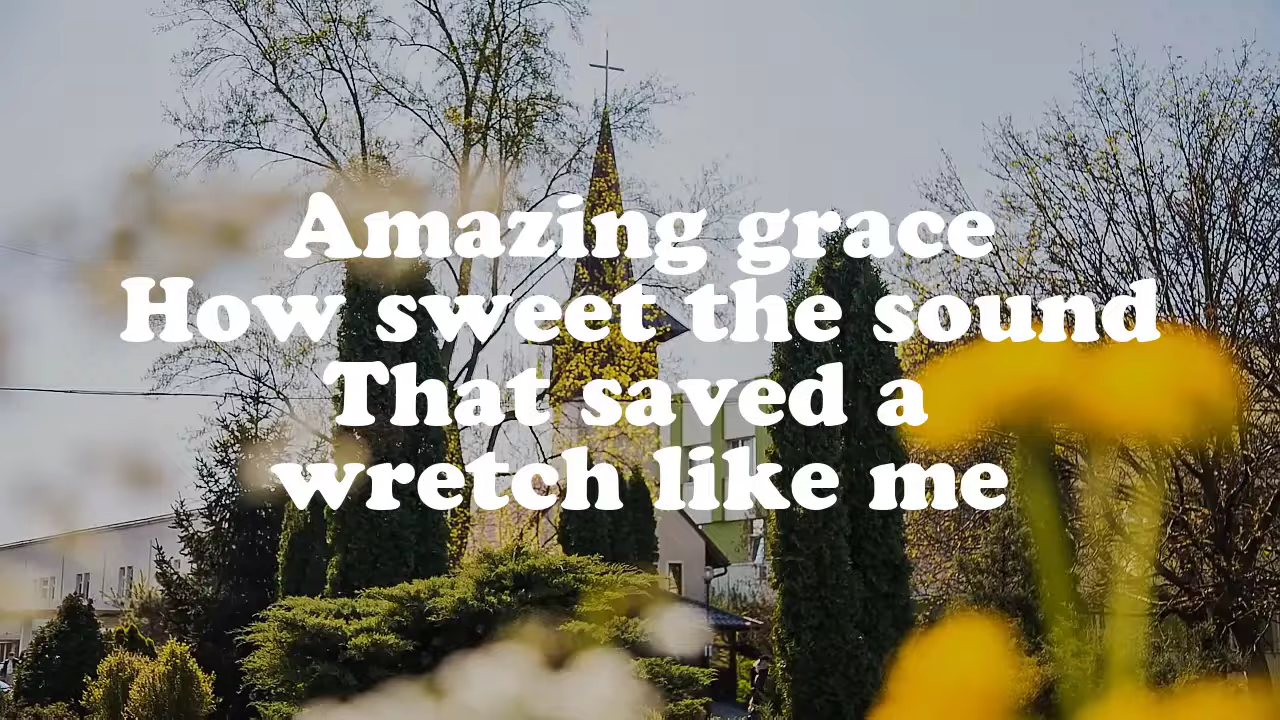 Amazing grace
How sweet the sound
That saved a
wretch like me